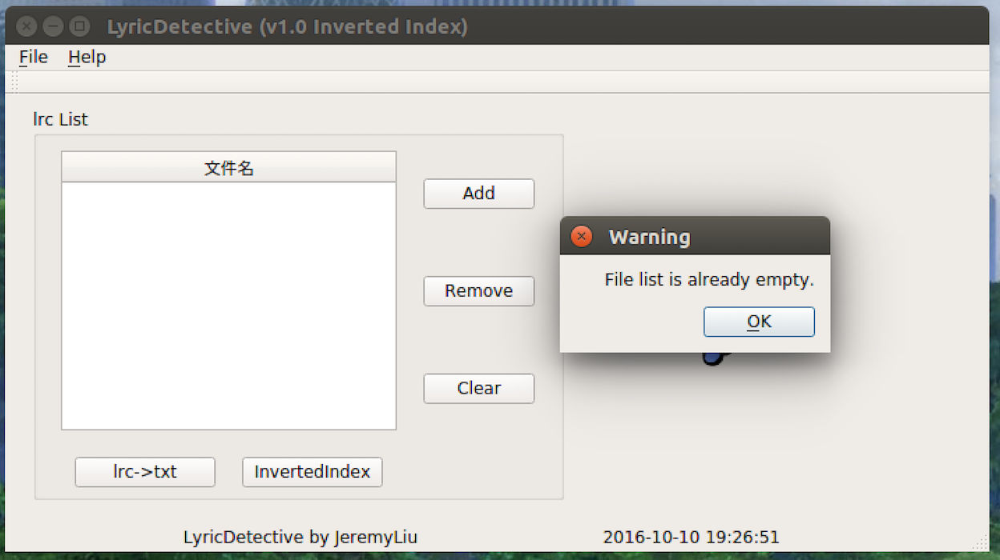 LyricDetective (v1.0 Inverted Index)
File Help
lrc List
文件名
Add
Remove
Clear
Warning
File list is already empty.
OK
lrc->txt InvertedIndex
LyricDetective by JeremyLiu 2016-10-10 19:26:51